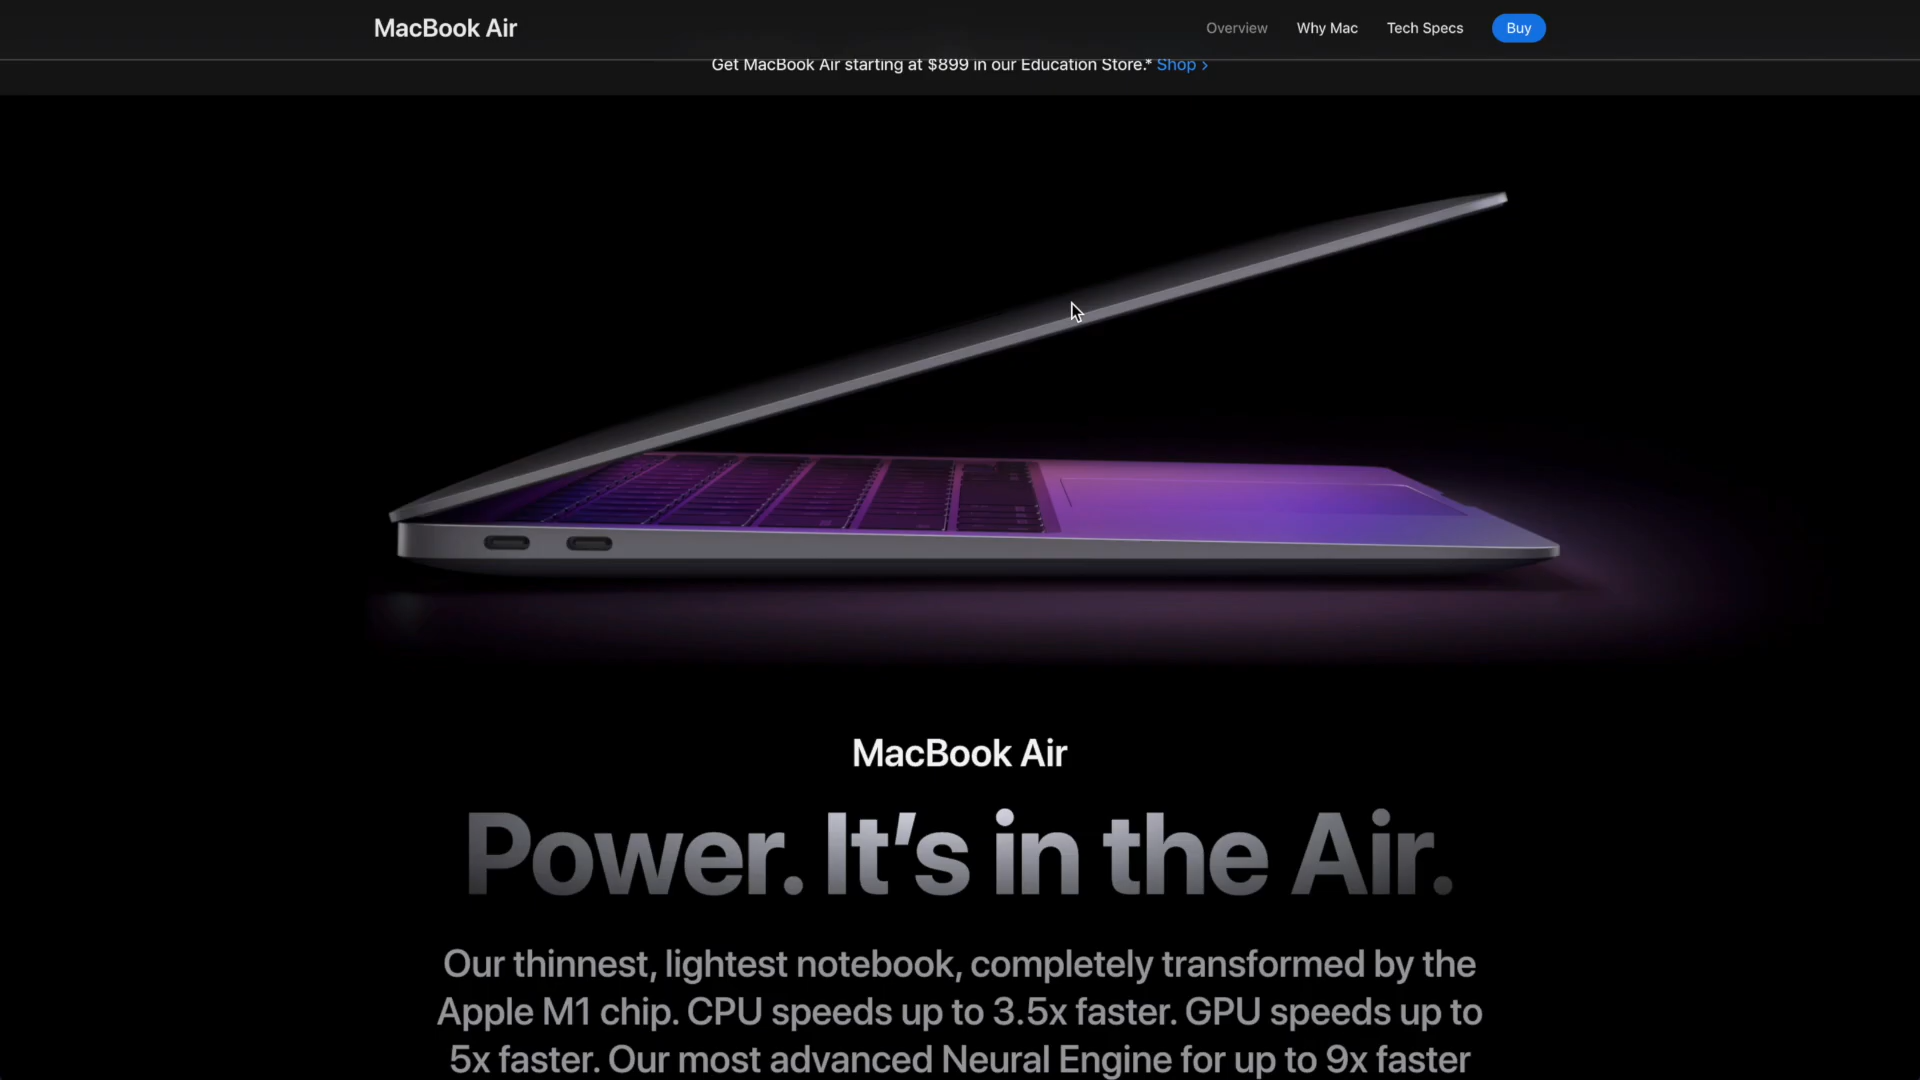 MacBook Air
Overview
Why Mac
Tech Specs
Buy
Get MacBook Air starting at $899 in our Education Store.* Shop >
MacBook Air
Power. It’s in the Air.
Our thinnest, lightest notebook, completely transformed by the
Apple M1 chip. CPU speeds up to 3.5x faster. GPU speeds up to
5x faster. Our most advanced Neural Engine for up to 9x faster